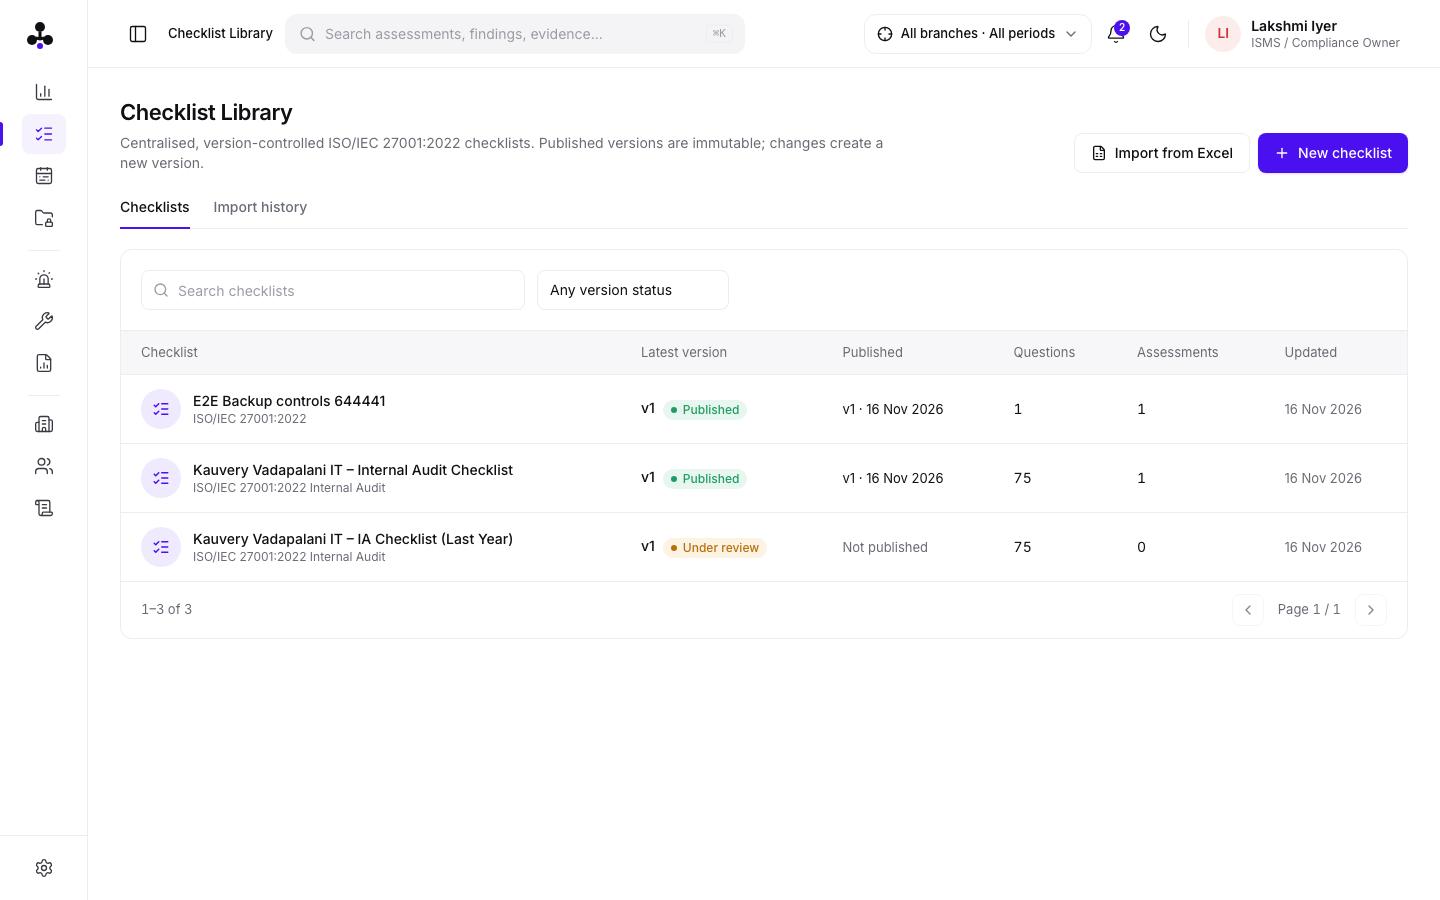 Checklist Library
Search assessments, findings, evidence...
⌘K
All branches · All periods
2
LI
Lakshmi Iyer
ISMS / Compliance Owner
Checklist Library
Centralised, version-controlled ISO/IEC 27001:2022 checklists. Published versions are immutable; changes create a
new version.
Import from Excel
New checklist
Checklists
Import history
Search checklists
Any version status
Checklist
Latest version
Published
Questions
Assessments
Updated
E2E Backup controls 644441
ISO/IEC 27001:2022
v1
Published
v1 · 16 Nov 2026
1
1
16 Nov 2026
Kauvery Vadapalani IT – Internal Audit Checklist
ISO/IEC 27001:2022 Internal Audit
v1
Published
v1 · 16 Nov 2026
75
1
16 Nov 2026
Kauvery Vadapalani IT – IA Checklist (Last Year)
ISO/IEC 27001:2022 Internal Audit
v1
Under review
Not published
75
0
16 Nov 2026
1–3 of 3
Page 1 / 1